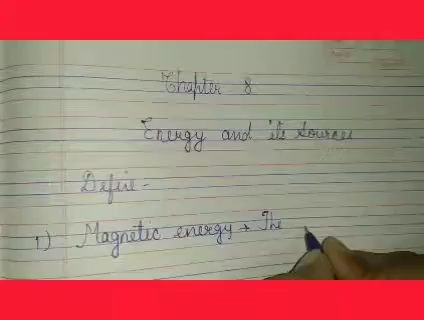 Chapter 8
Energy and its Sources
Define -
1) Magnetic energy → The